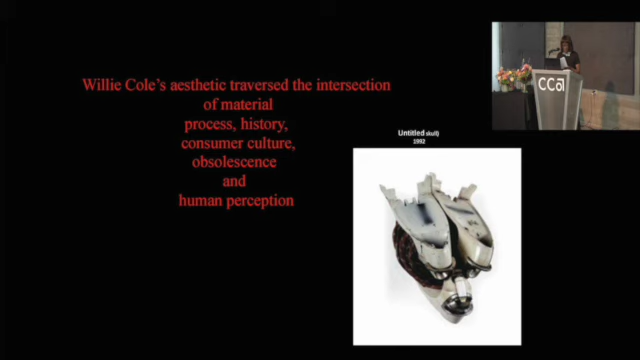 Willie Cole's aesthetic traversed the intersection
of material
process, history,
consumer culture,
obsolescence
and
human perception
Untitled skull)
1992
CCA